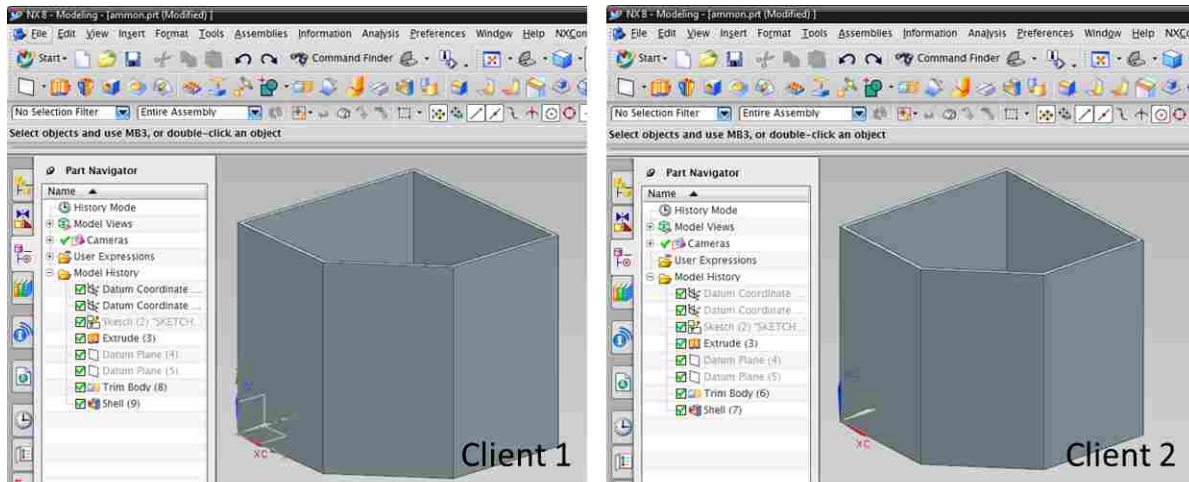 NX 8 - Modeling - [ammon.prt (Modified) ]
File Edit View Insert Format Tools Assemblies Information Analysis Preferences Window Help NXCon
Start Command Finder
No Selection Filter Entire Assembly
Select objects and use MB3, or double-click an object
Part Navigator
Name
History Mode
Model Views
Cameras
User Expressions
Model History
Datum Coordinate ...
Datum Coordinate ...
Sketch (2) "SKETCH...
Extrude (3)
Datum Plane (4)
Datum Plane (5)
Trim Body (8)
Shell (9)
XC
Client 1
NX 8 - Modeling - [ammon.prt (Modified) ]
File Edit View Insert Format Tools Assemblies Information Analysis Preferences Window Help NXCo
Start Command Finder
No Selection Filter Entire Assembly
Select objects and use MB3, or double-click an object
Part Navigator
Name
History Mode
Model Views
Cameras
User Expressions
Model History
Datum Coordinate ...
Datum Coordinate ...
Sketch (2) "SKETCH...
Extrude (3)
Datum Plane (4)
Datum Plane (5)
Trim Body (6)
Shell (7)
XC
Client 2